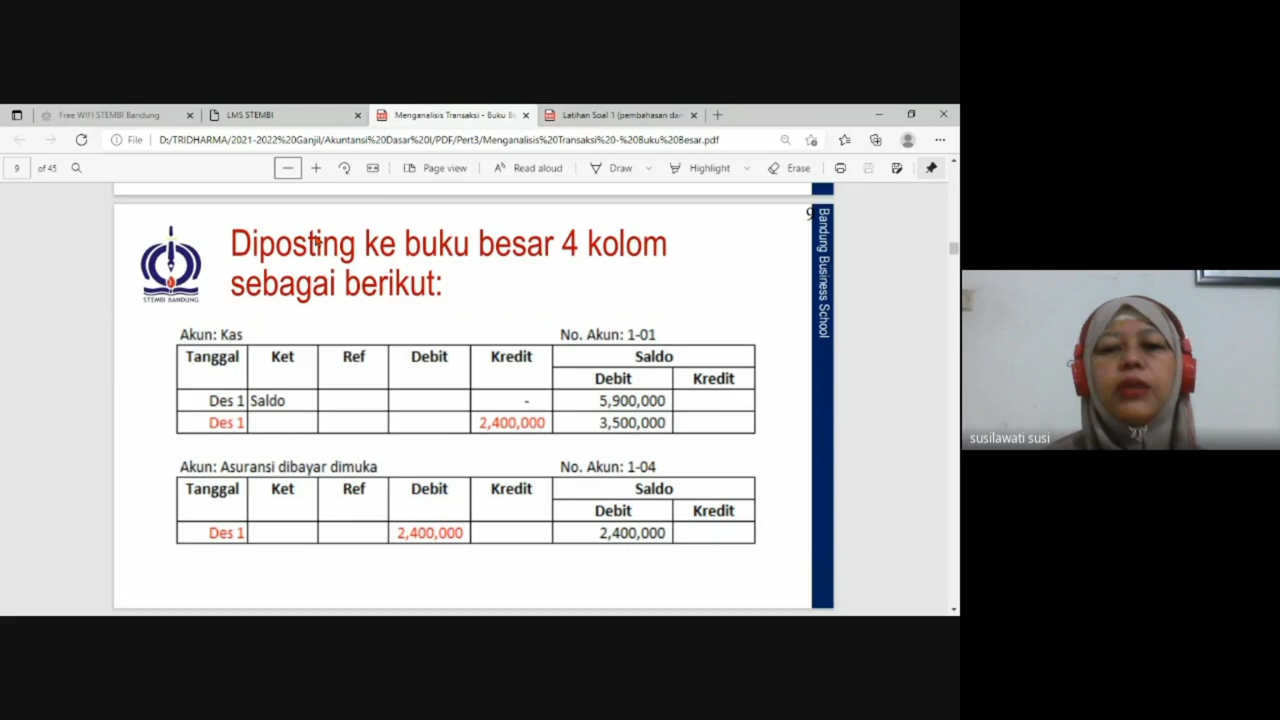 Free WIFI STEMBI Bandung
LMS STEMBI
Menganalisis Transaksi - Buku B
Latihan Soal 1 (pembahasan dan
File
D:/TRIDHARMA/2021-2022%20Ganjil/Akuntansi%20Dasar%20I/PDF/Pert3/Menganalisis%20Transaksi%20-%20Buku%20Besar.pdf
9 of 45
Page view
Read aloud
Draw
Highlight
Erase
9
Bandung Business School
STEMBI BANDUNG
Diposting ke buku besar 4 kolom
sebagai berikut:
Akun: Kas No. Akun: 1-01
Tanggal Ket Ref Debit Kredit Saldo
Debit Kredit
Des 1 Saldo - 5,900,000
Des 1 2,400,000 3,500,000
Akun: Asuransi dibayar dimuka No. Akun: 1-04
Tanggal Ket Ref Debit Kredit Saldo
Debit Kredit
Des 1 2,400,000 2,400,000
susilawati susi